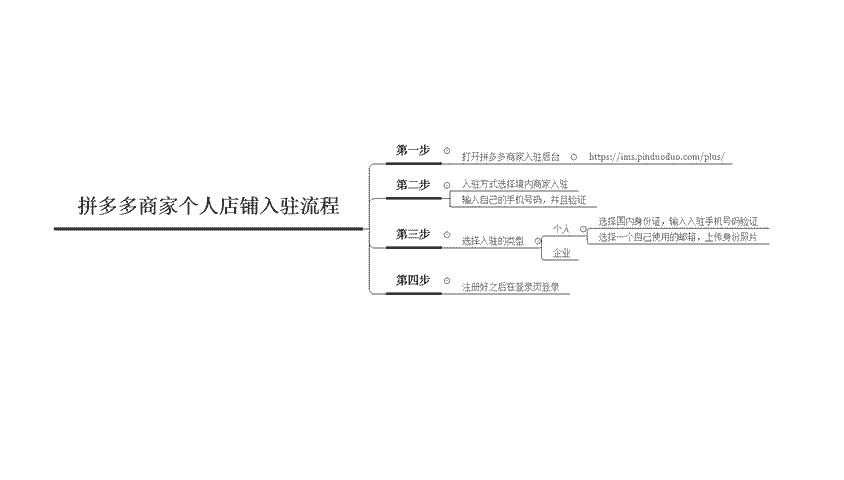 拼多多商家个人店铺入驻流程
第一步
打开拼多多商家入驻后台
https://ims.pinduoduo.com/plus/
第二步
入驻方式选择境内商家入驻
输入自己的手机号码,并且验证
第三步
选择入驻的类型
个人
选择国内身份证,输入入驻手机号码验证
选择一个自己使用的邮箱,上传身份照片
企业
第四步
注册好之后在登录页登录